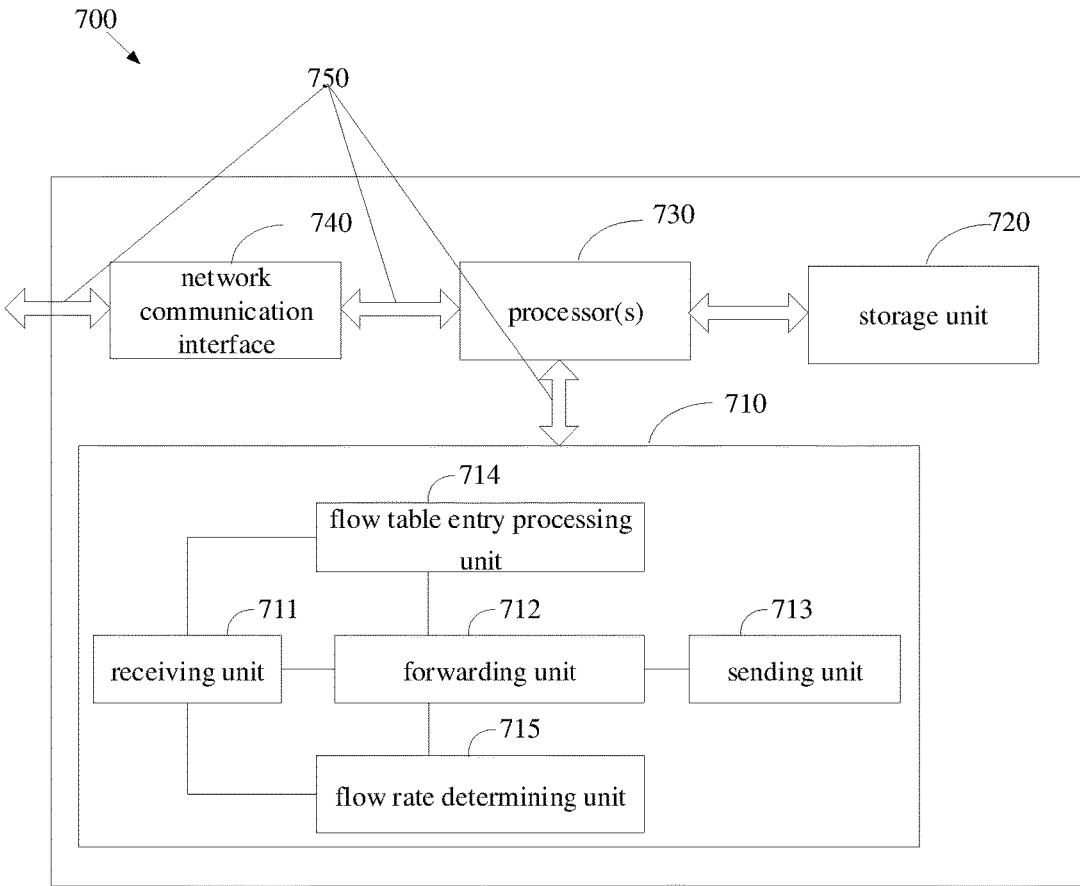 700
750
740
730
720
network
communication
interface
processor(s)
storage unit
710
714
flow table entry processing
unit
711
712
713
receiving unit
forwarding unit
sending unit
715
flow rate determining unit